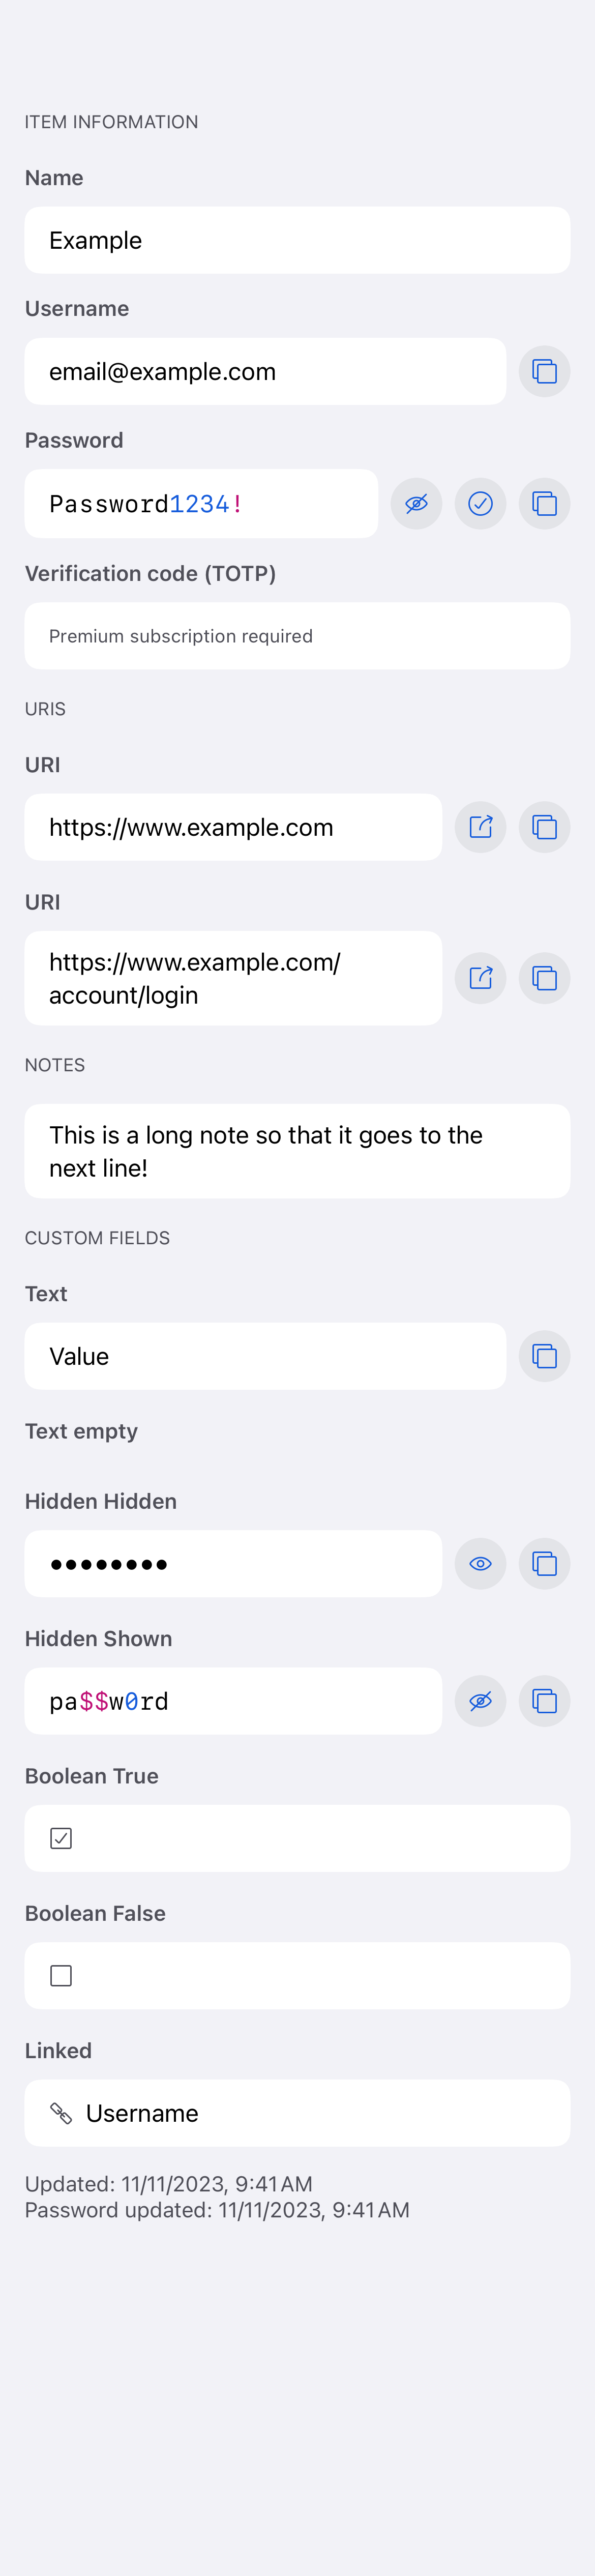 ITEM INFORMATION
Name
Example
Username
email@example.com
Password
Password1234!
Verification code (TOTP)
Premium subscription required
URIS
URI
https://www.example.com
URI
https://www.example.com/
account/login
NOTES
This is a long note so that it goes to the
next line!
CUSTOM FIELDS
Text
Value
Text empty
Hidden Hidden
••••••••
Hidden Shown
pa$$w0rd
Boolean True
Boolean False
Linked
Username
Updated: 11/11/2023, 9:41 AM
Password updated: 11/11/2023, 9:41 AM